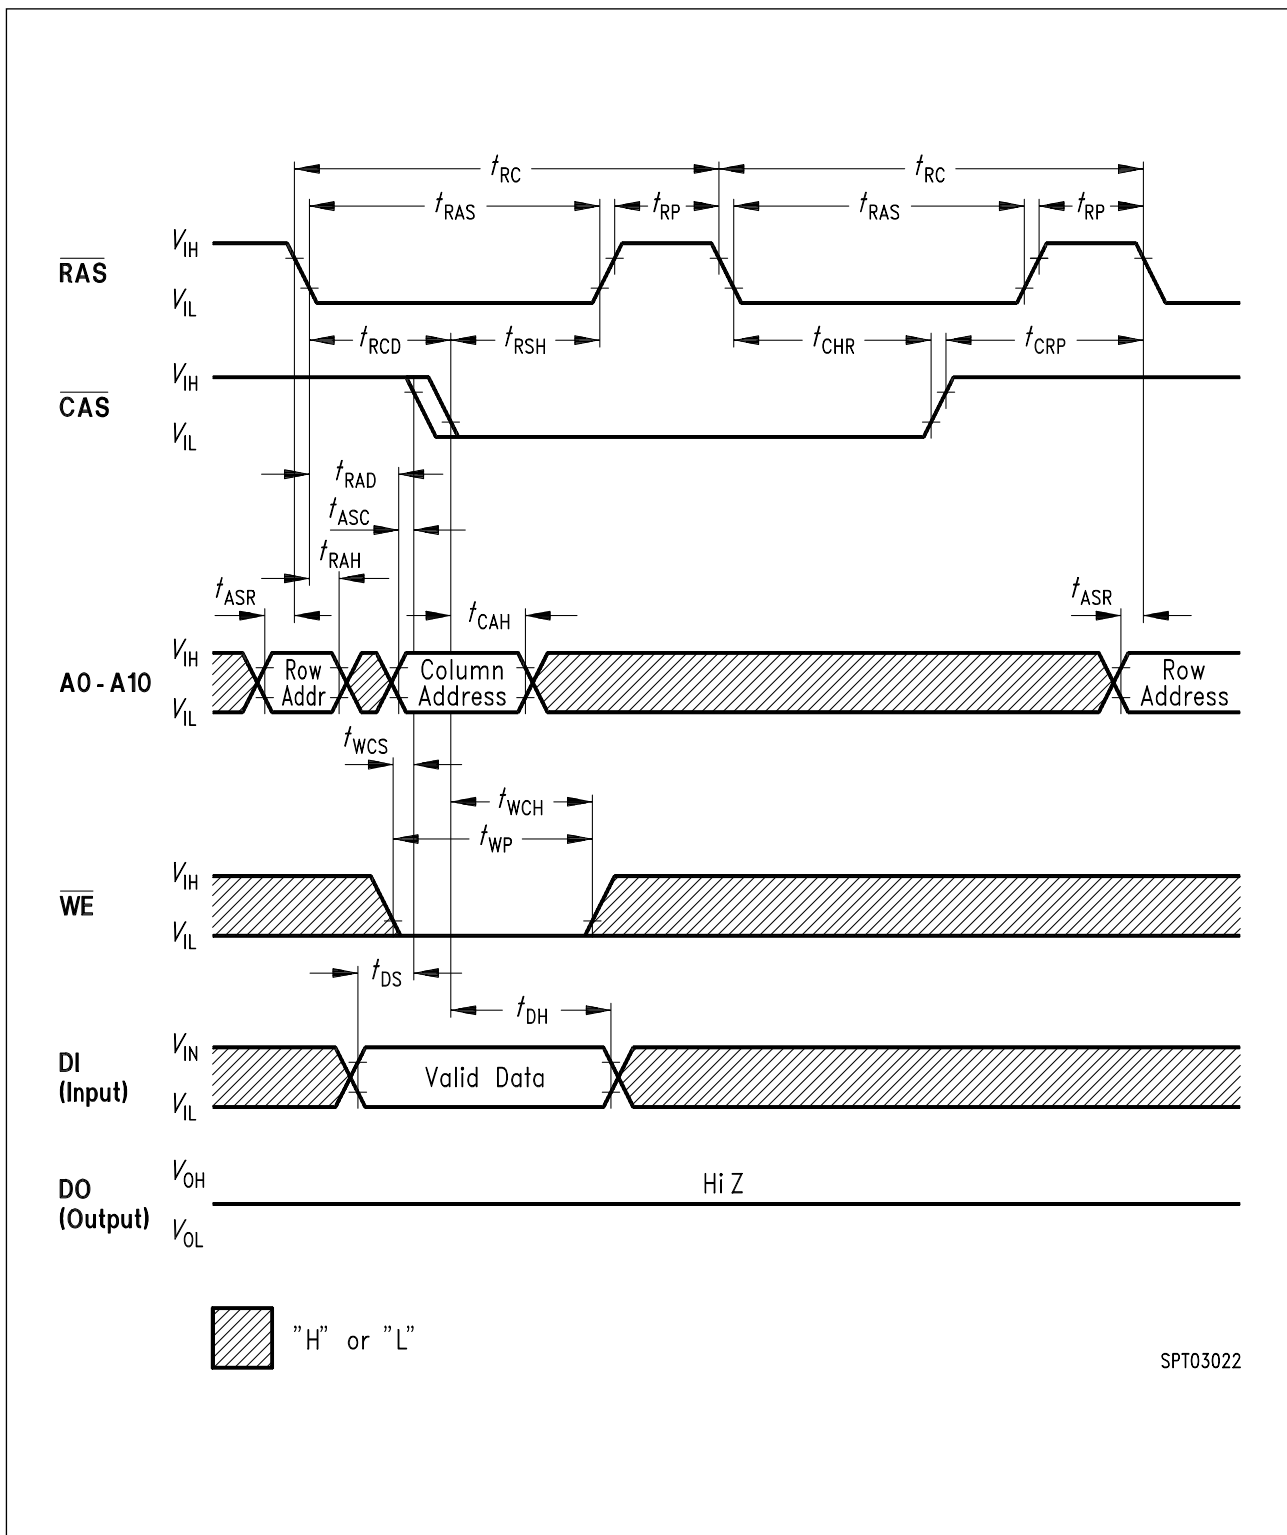 tRC tRC
tRAS tRP tRAS tRP
VIH
RAS
VIL
tRCD tRSH tCHR tCRP
VIH
CAS
VIL
tRAD
tASC
tRAH
tASR tCAH tASR
VIH
A0 - A10 Row Addr Column Address Row Address
VIL
tWCS
tWCH
tWP
VIH
WE
VIL
tDS
tDH
VIN
DI (Input) Valid Data
VIL
VOH
DO (Output) Hi Z
VOL
"H" or "L"
SPT03022